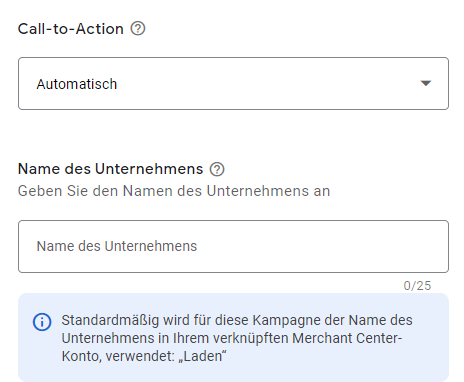 Call-to-Action
Automatisch
Name des Unternehmens
Geben Sie den Namen des Unternehmens an
Name des Unternehmens
0/25
Standardmäßig wird für diese Kampagne der Name des
Unternehmens in Ihrem verknüpften Merchant Center-
Konto, verwendet: „Laden“